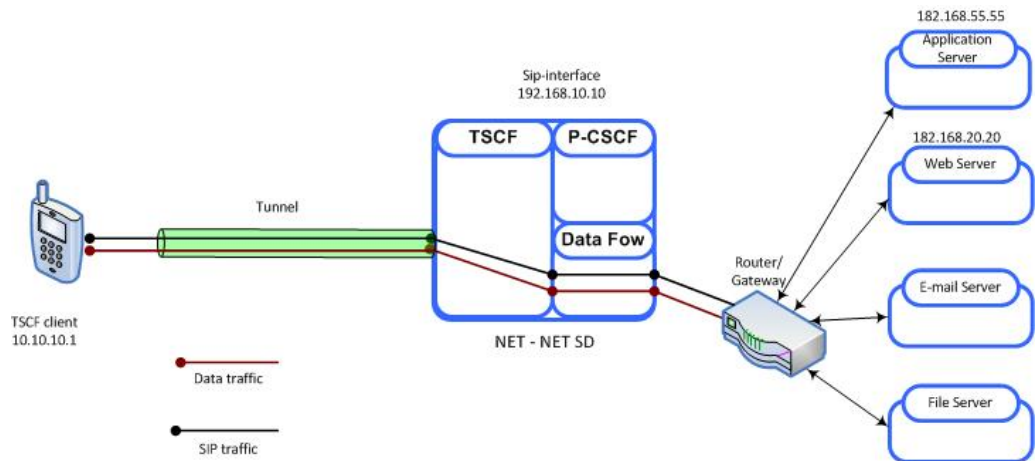 182.168.55.55
Application
Server
Sip-interface
192.168.10.10
TSCF
P-CSCF
182.168.20.20
Web Server
Tunnel
Data Fow
Router/
Gateway
E-mail Server
TSCF client
10.10.10.1
NET - NET SD
Data traffic
File Server
SIP traffic